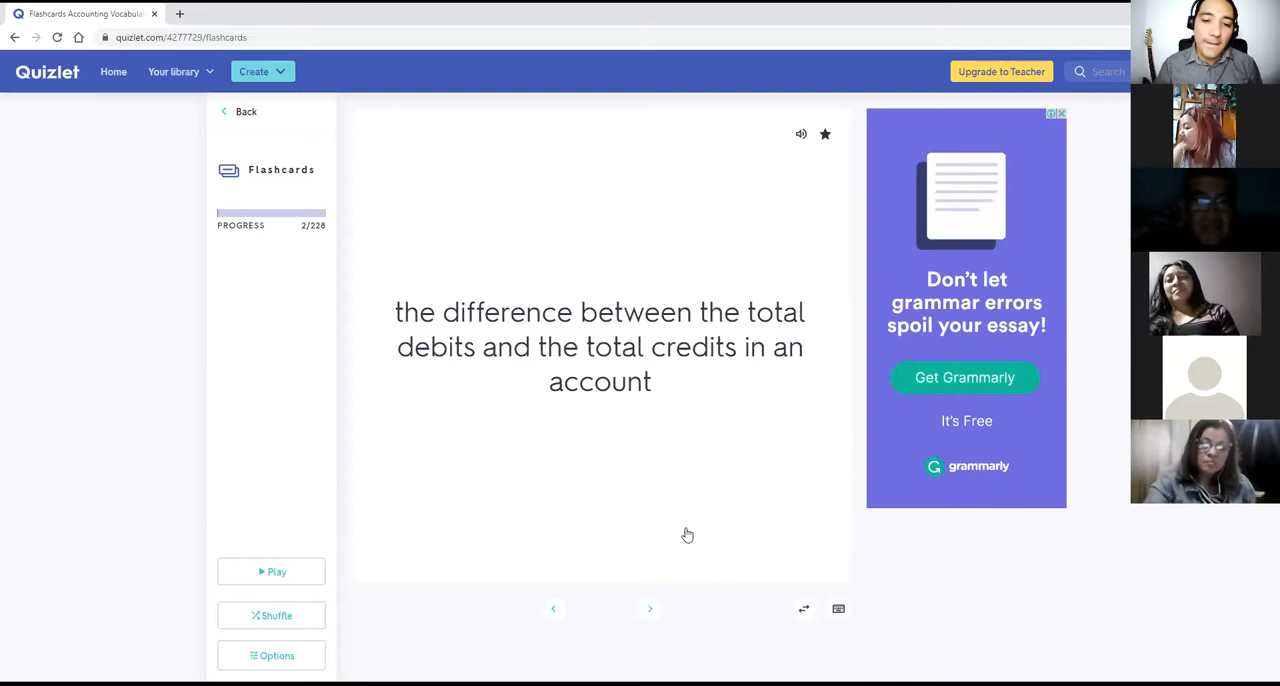 Flashcards Accounting Vocabula
quizlet.com/4277729/flashcards
Quizlet
Home
Your library
Create
Upgrade to Teacher
Search
Back
Flashcards
PROGRESS 2/228
the difference between the total
debits and the total credits in an
account
Play
Shuffle
Options
Don't let
grammar errors
spoil your essay!
Get Grammarly
It's Free
grammarly